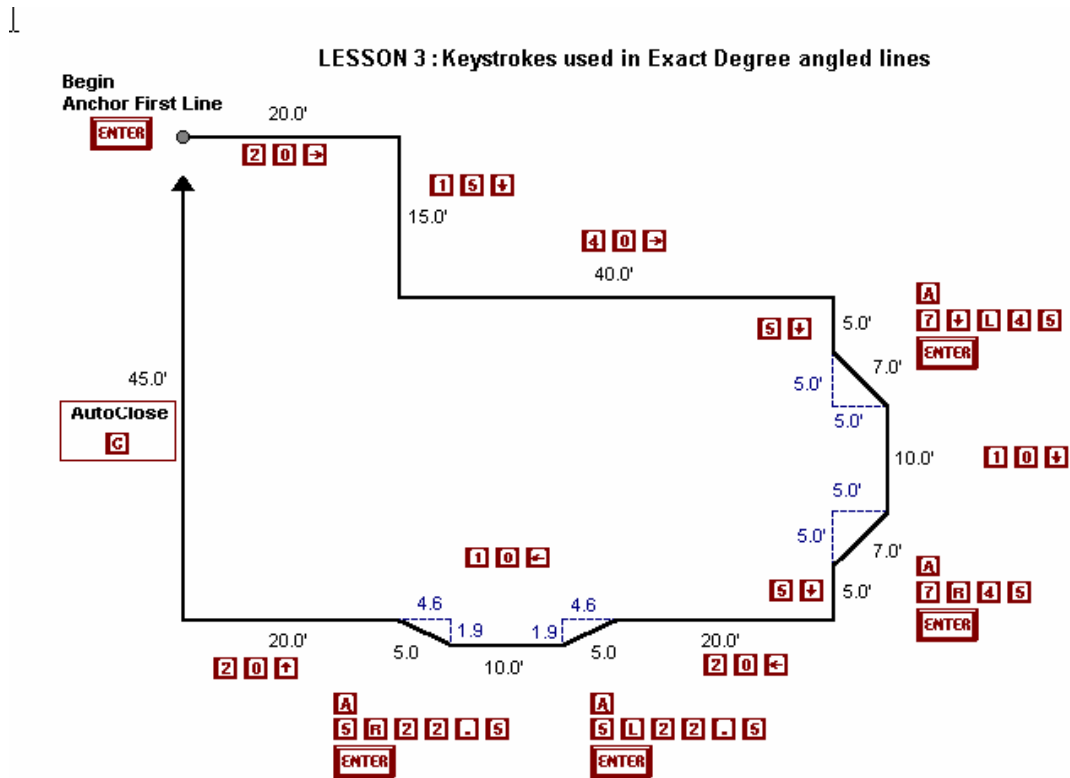 LESSON 3 : Keystrokes used in Exact Degree angled lines
Begin
Anchor First Line
ENTER
20.0'
2 0 →
1 5 ↓
15.0'
4 0 →
40.0'
5 ↓
5.0'
A
7 ↓ L 4 5
ENTER
7.0'
5.0'
5.0'
45.0'
AutoClose
C
10.0'
1 0 ↓
5.0'
5.0'
7.0'
A
7 R 4 5
ENTER
5 ↓
5.0'
1 0 ←
4.6
4.6
1.9
1.9
20.0'
2 0 ↑
5.0
10.0'
5.0
20.0'
2 0 ←
A
5 R 2 2 . 5
ENTER
A
5 L 2 2 . 5
ENTER